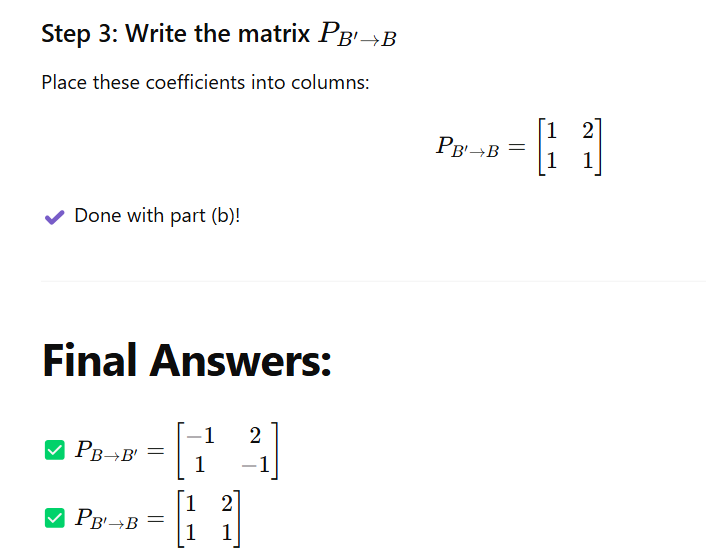 Step 3: Write the matrix P_{B'→B}
Place these coefficients into columns:
P_{B'→B} = [1 2; 1 1]
Done with part (b)!
Final Answers:
P_{B→B'} = [−1 2; 1 −1]
P_{B'→B} = [1 2; 1 1]